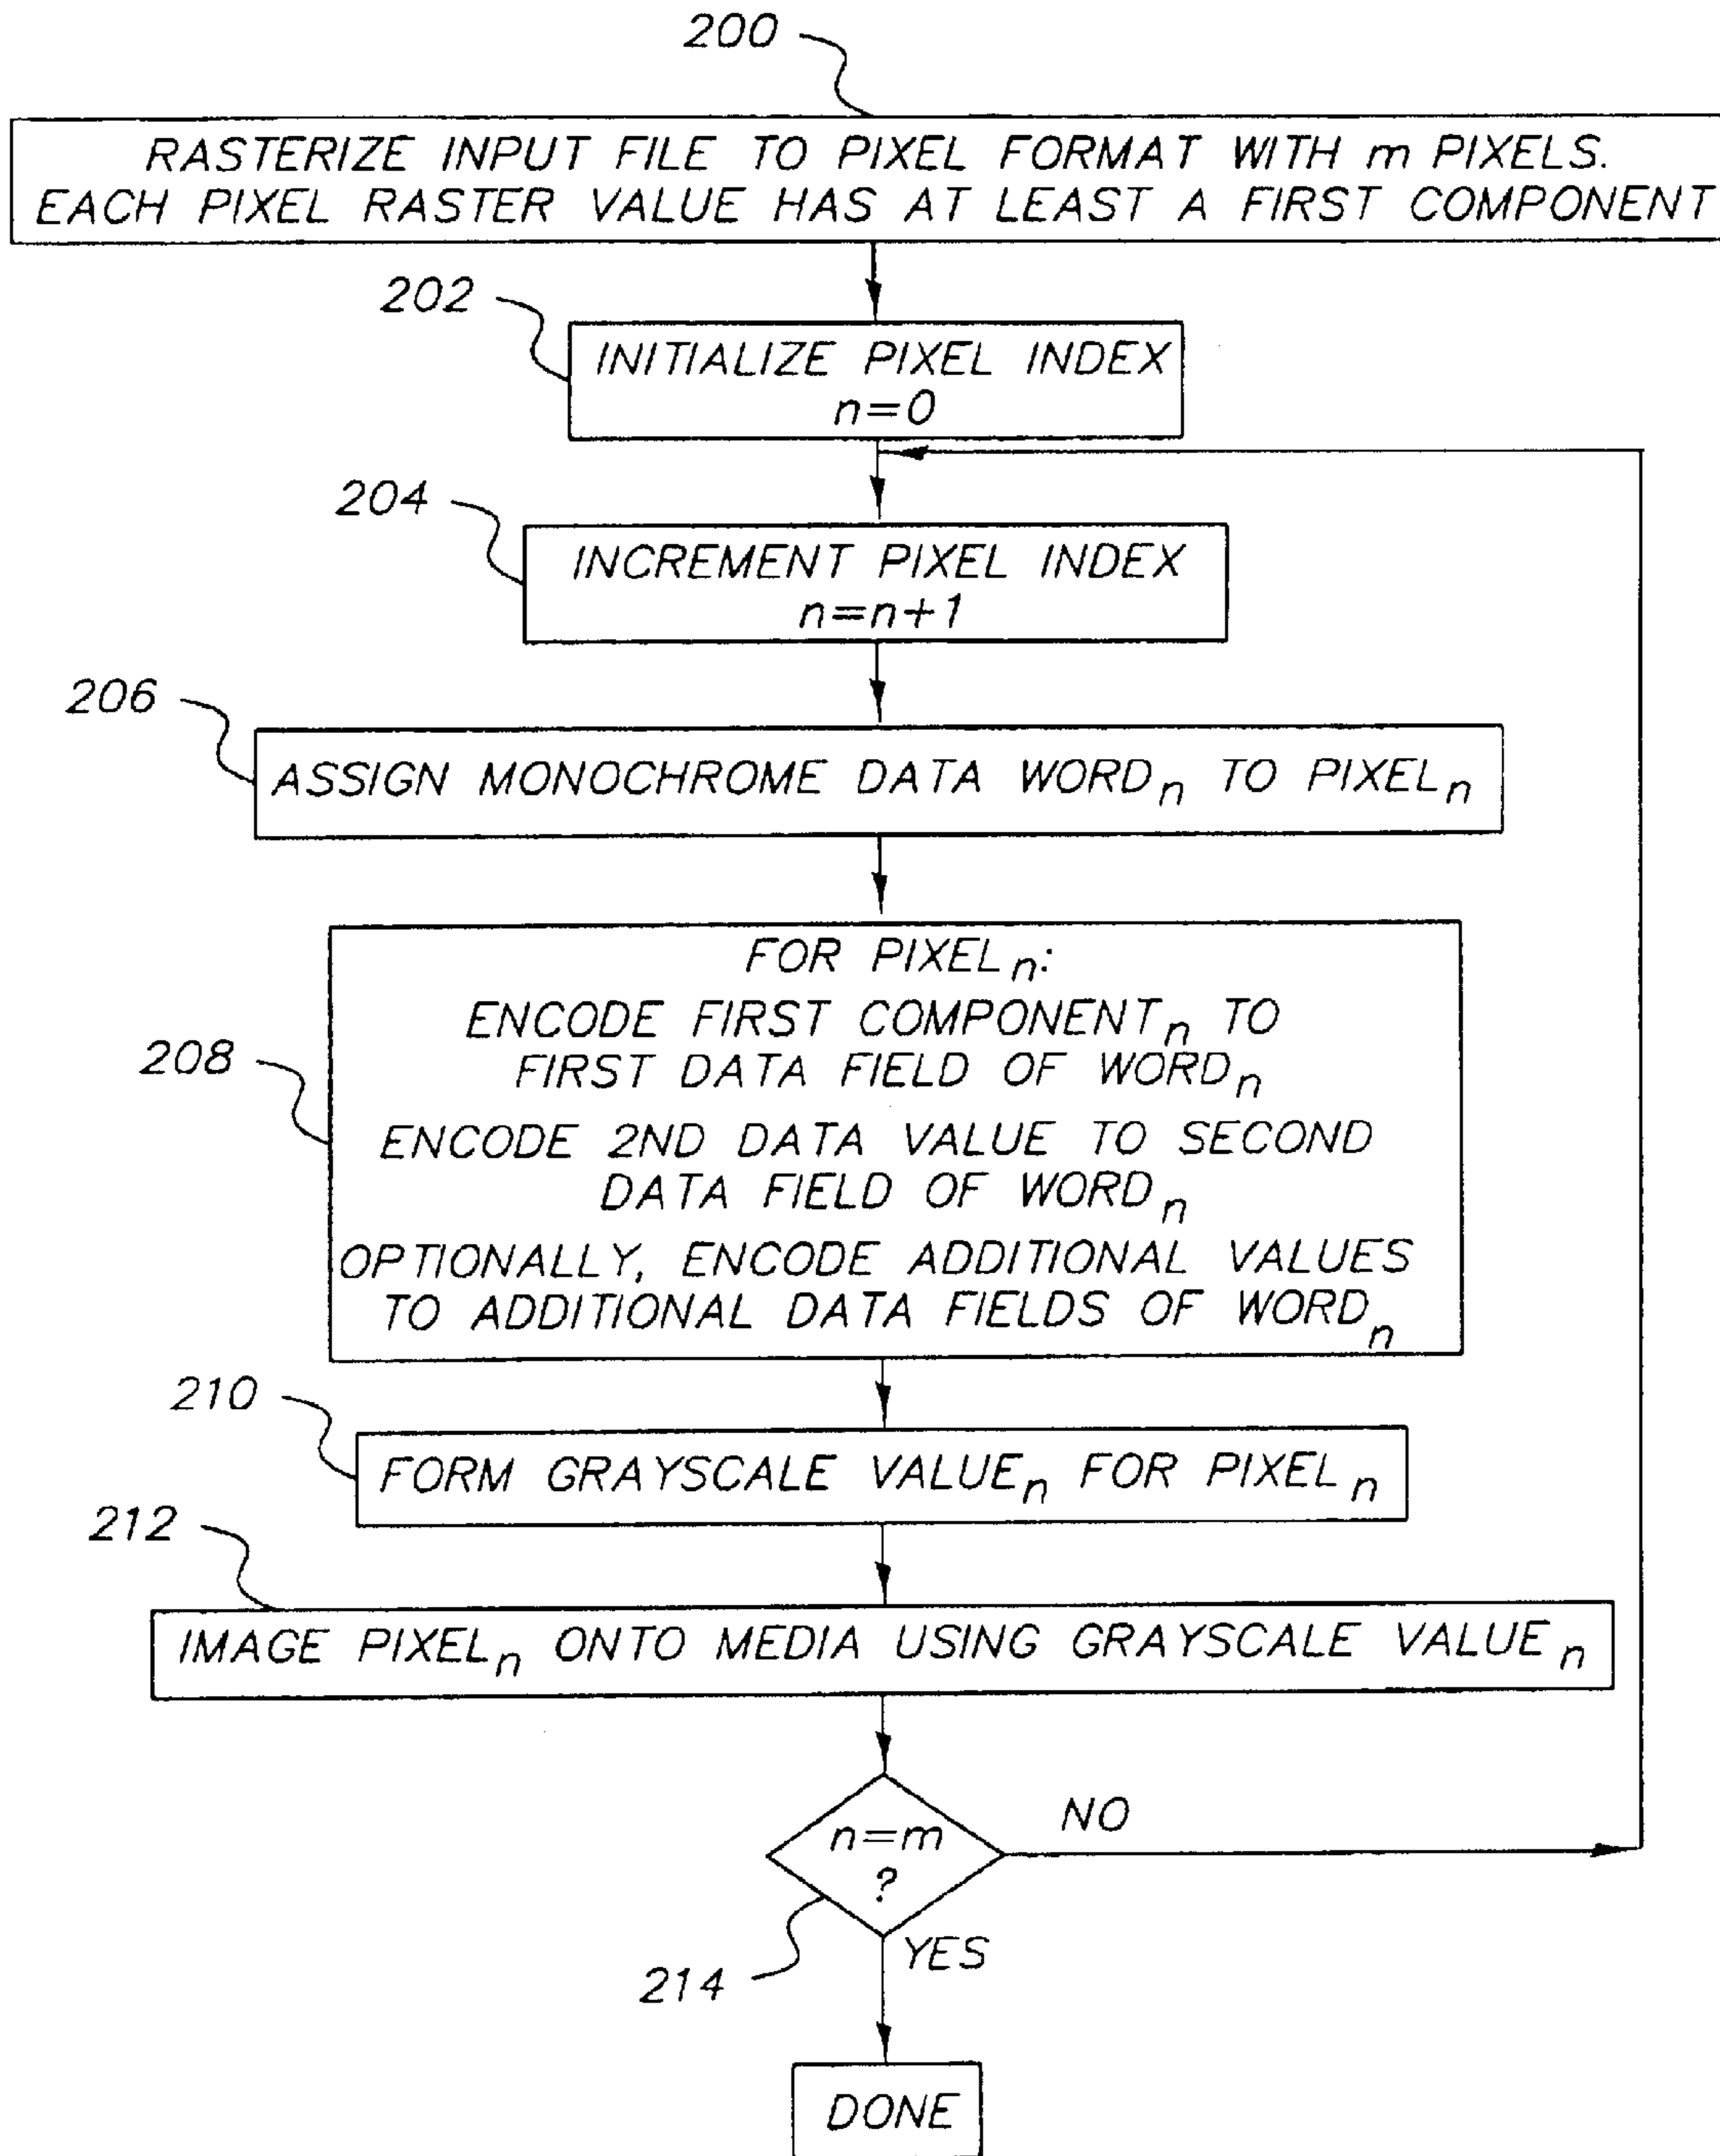 200
RASTERIZE INPUT FILE TO PIXEL FORMAT WITH m PIXELS.
EACH PIXEL RASTER VALUE HAS AT LEAST A FIRST COMPONENT
202
INITIALIZE PIXEL INDEX
n=0
204
INCREMENT PIXEL INDEX
n=n+1
206
ASSIGN MONOCHROME DATA WORDn TO PIXELn
208
FOR PIXELn:
ENCODE FIRST COMPONENTn TO
FIRST DATA FIELD OF WORDn
ENCODE 2ND DATA VALUE TO SECOND
DATA FIELD OF WORDn
OPTIONALLY, ENCODE ADDITIONAL VALUES
TO ADDITIONAL DATA FIELDS OF WORDn
210
FORM GRAYSCALE VALUEn FOR PIXELn
212
IMAGE PIXELn ONTO MEDIA USING GRAYSCALE VALUEn
n=m
?
NO
214
YES
DONE